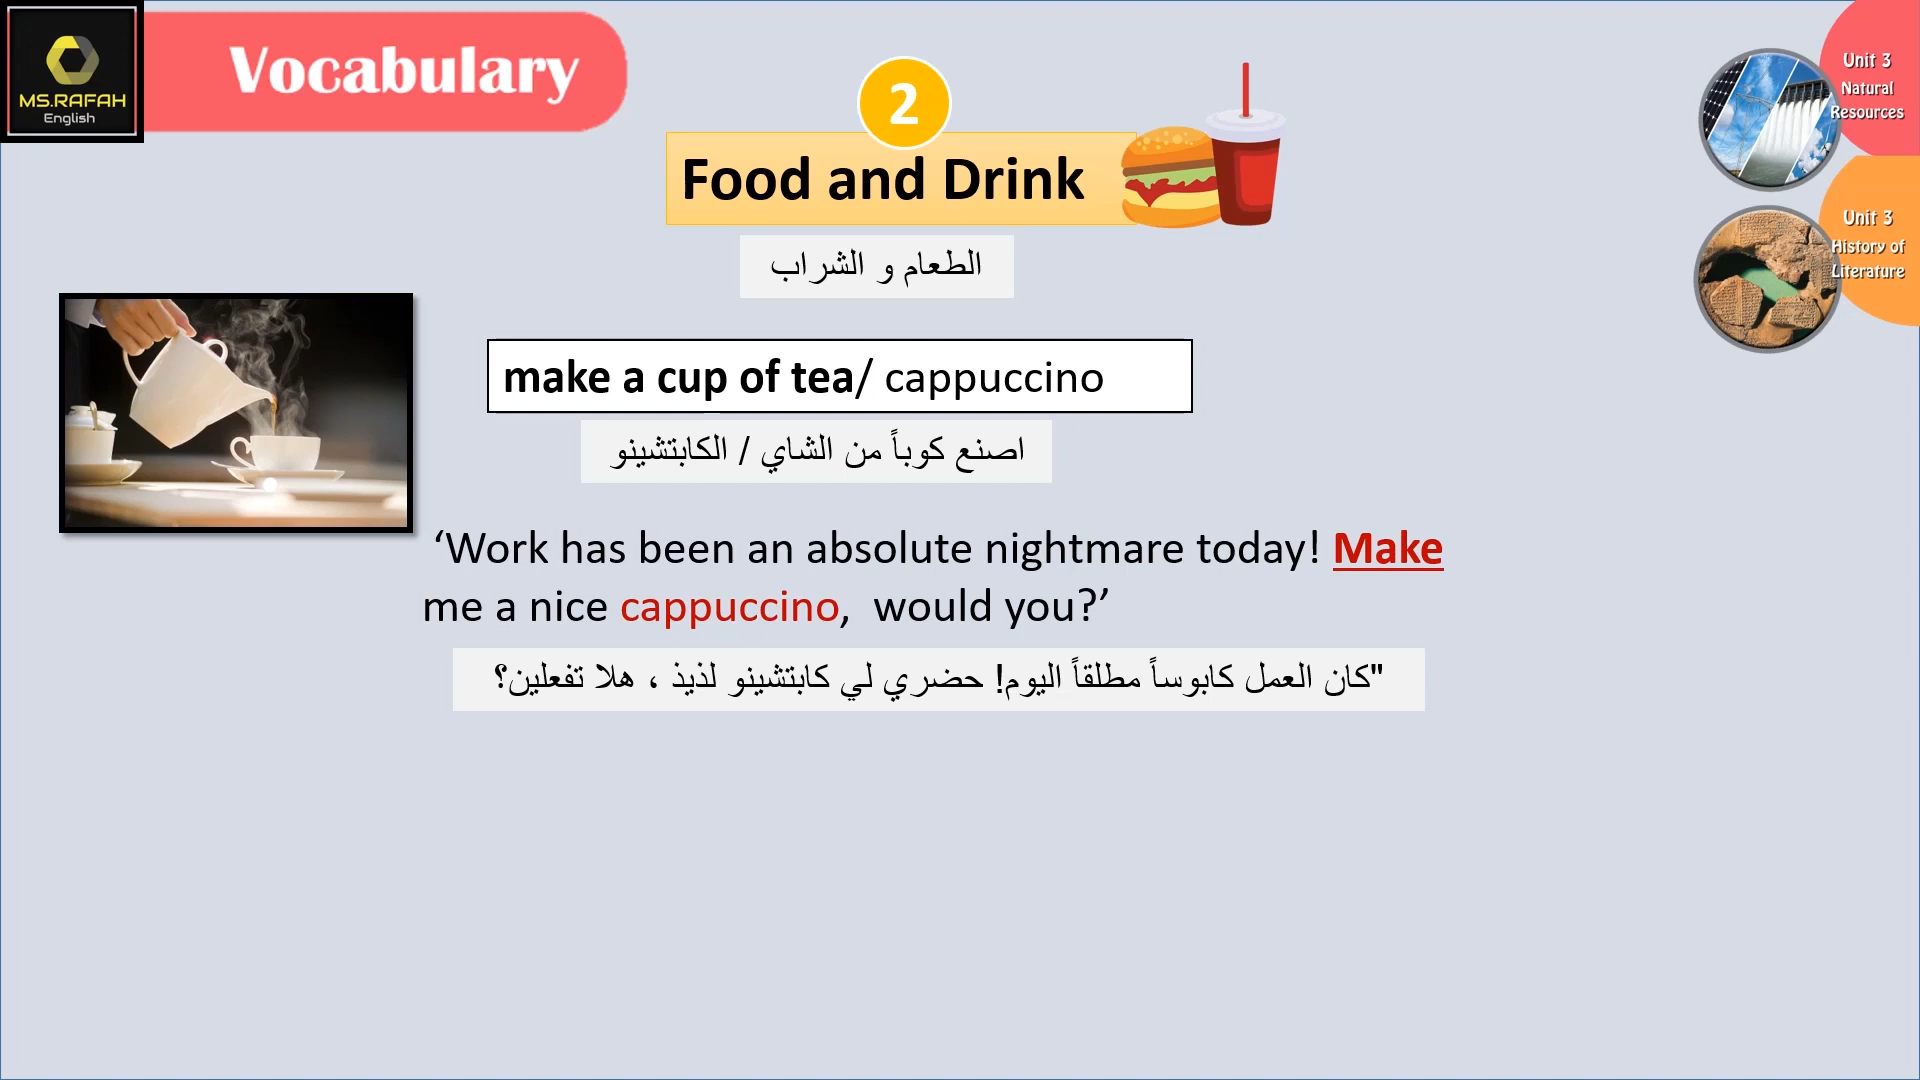 MS.RAFAH
English
Vocabulary
Unit 3
Natural
Resources
2
Food and Drink
الطعام و الشراب
Unit 3
History of
Literature
make a cup of tea/ cappuccino
اصنع كوباً من الشاي / الكابتشينو
‘Work has been an absolute nightmare today! Make
me a nice cappuccino,  would you?’
"كان العمل كابوساً مطلقاً اليوم! حضري لي كابتشينو لذيذ ، هلا تفعلين؟